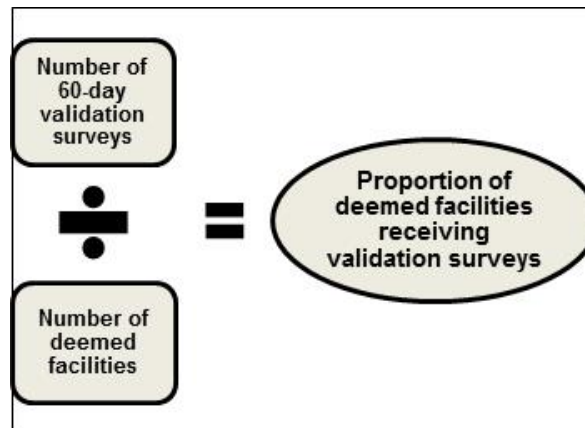 Number of
60-day
validation
surveys
÷
=
Proportion of
deemed facilities
receiving
validation surveys
Number of
deemed
facilities